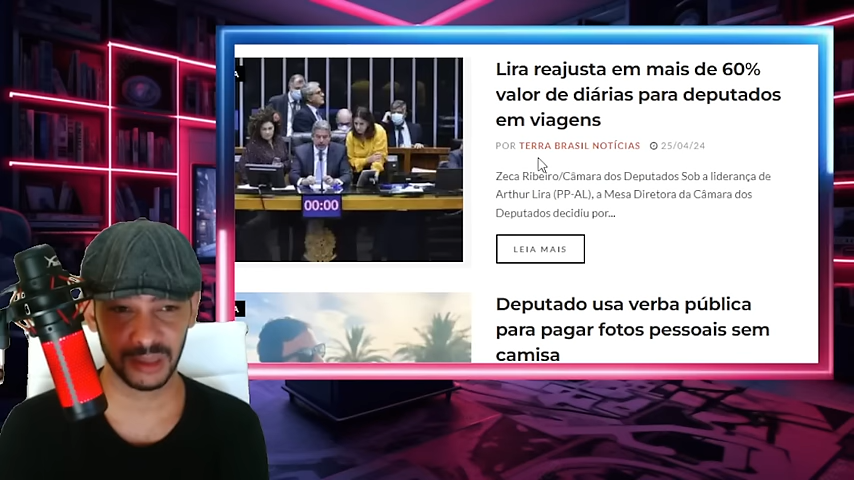 A
Lira reajusta em mais de 60%
valor de diárias para deputados
em viagens
POR TERRA BRASIL NOTÍCIAS 25/04/24
Zeca Ribeiro/Câmara dos Deputados Sob a liderança de
Arthur Lira (PP-AL), a Mesa Diretora da Câmara dos
Deputados decidiu por...
00:00
LEIA MAIS
A
Deputado usa verba pública
para pagar fotos pessoais sem
camisa